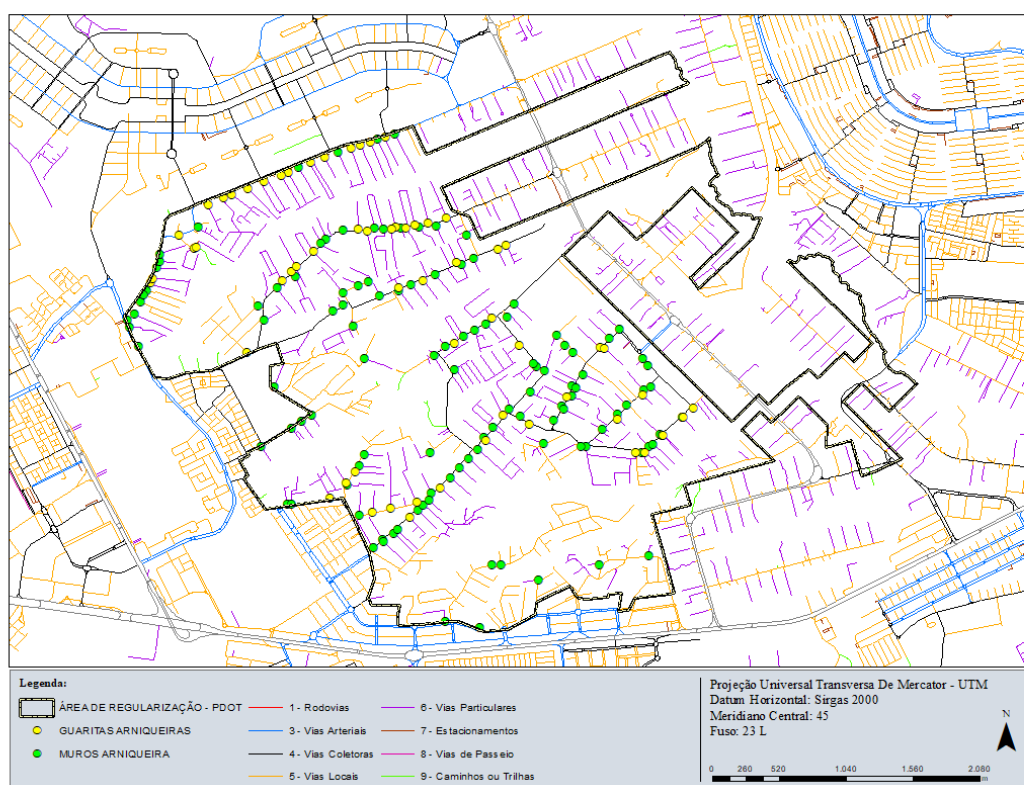 Legenda:
ÁREA DE REGULARIZAÇÃO - PDOT
GUARITAS ARNIQUEIRAS
MUROS ARNIQUEIRA
1 - Rodovias
3 - Vias Arteriais
4 - Vias Coletoras
5 - Vias Locais
6 - Vias Particulares
7 - Estacionamentos
8 - Vias de Passeio
9 - Caminhos ou Trilhas
Projeção Universal Transversa De Mercator - UTM
Datum Horizontal: Sirgas 2000
Meridiano Central: 45
Fuso: 23 L
N
0 260 520 1.040 1.560 2.080